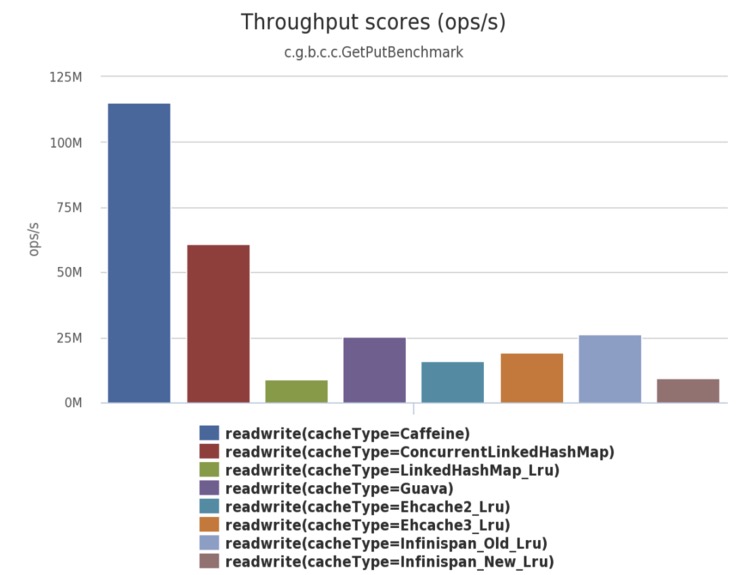 Throughput scores (ops/s)
c.g.b.c.c.GetPutBenchmark
125M
100M
75M
50M
25M
0M
ops/s
readwrite(cacheType=Caffeine)
readwrite(cacheType=ConcurrentLinkedHashMap)
readwrite(cacheType=LinkedHashMap_Lru)
readwrite(cacheType=Guava)
readwrite(cacheType=Ehcache2_Lru)
readwrite(cacheType=Ehcache3_Lru)
readwrite(cacheType=Infinispan_Old_Lru)
readwrite(cacheType=Infinispan_New_Lru)